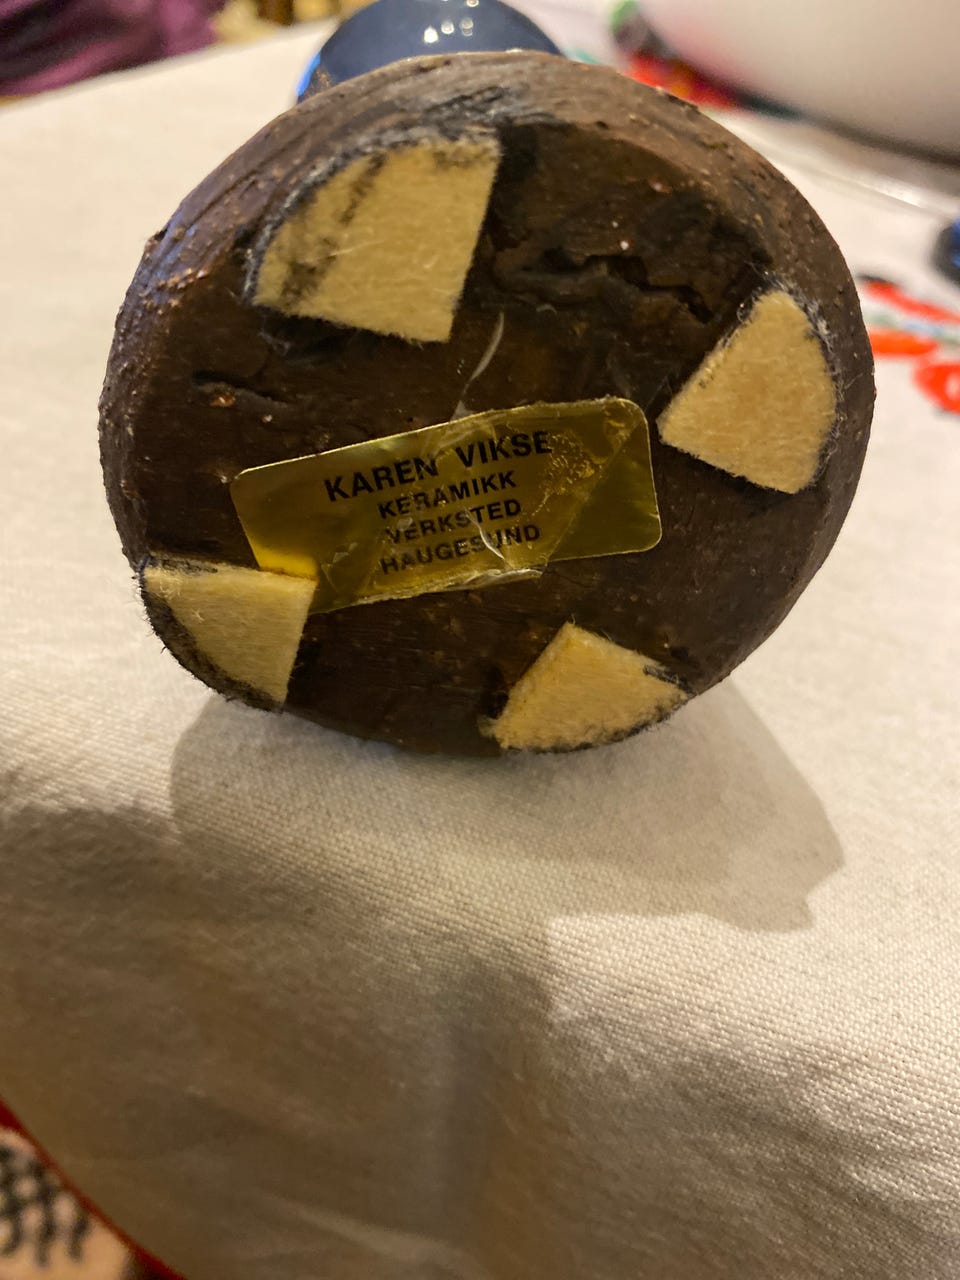 KAREN VIKSE
KERAMIKK
VERKSTED
HAUGESUND